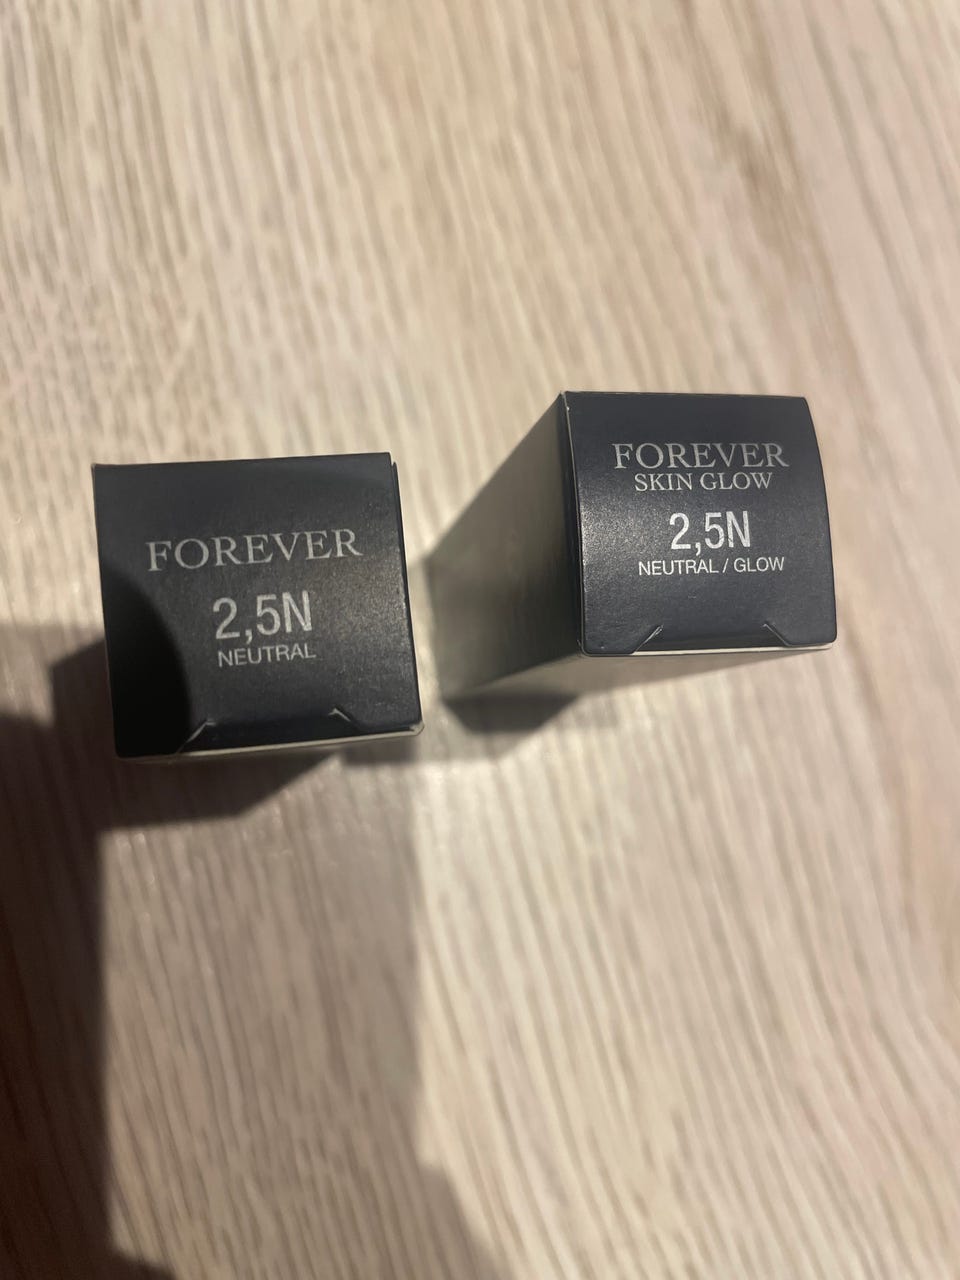 FOREVER
2,5N
NEUTRAL
FOREVER
SKIN GLOW
2,5N
NEUTRAL / GLOW